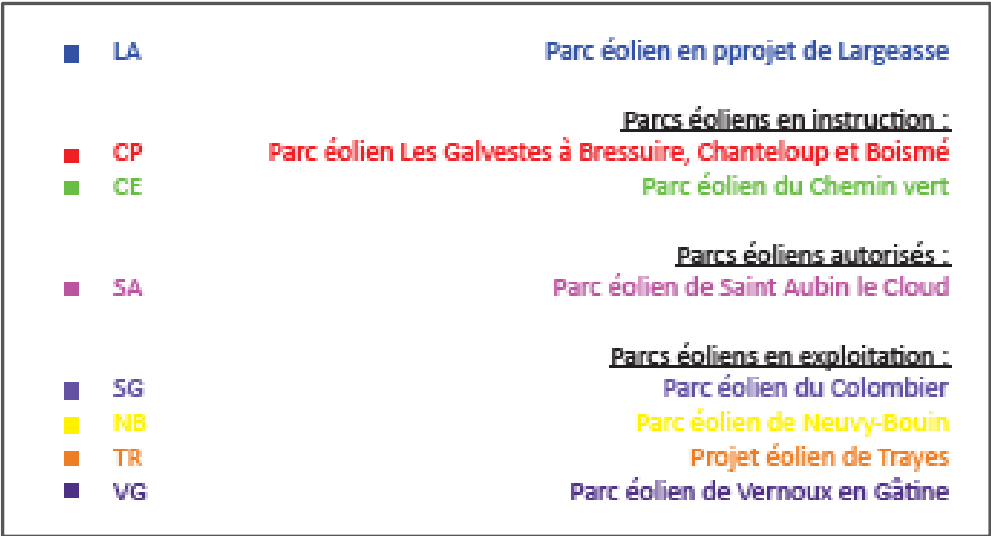 LA Parc éolien en pprojet de Largeasse
Parcs éoliens en instruction :
CP Parc éolien Les Galvestes à Bressuire, Chanteloup et Boismé
CE Parc éolien du Chemin vert
Parcs éoliens autorisés :
SA Parc éolien de Saint Aubin le Cloud
Parcs éoliens en exploitation :
SG Parc éolien du Colombier
NB Parc éolien de Neuvy-Bouin
TR Projet éolien de Trayes
VG Parc éolien de Vernoux en Gâtine